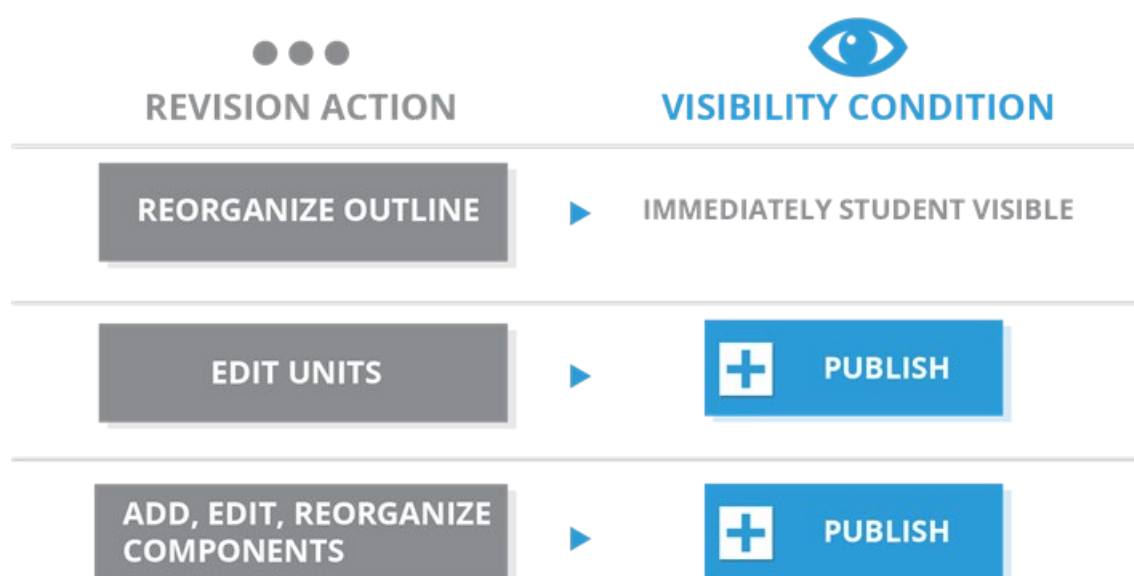 REVISION ACTION
VISIBILITY CONDITION
REORGANIZE OUTLINE
IMMEDIATELY STUDENT VISIBLE
EDIT UNITS
PUBLISH
ADD, EDIT, REORGANIZE
COMPONENTS
PUBLISH